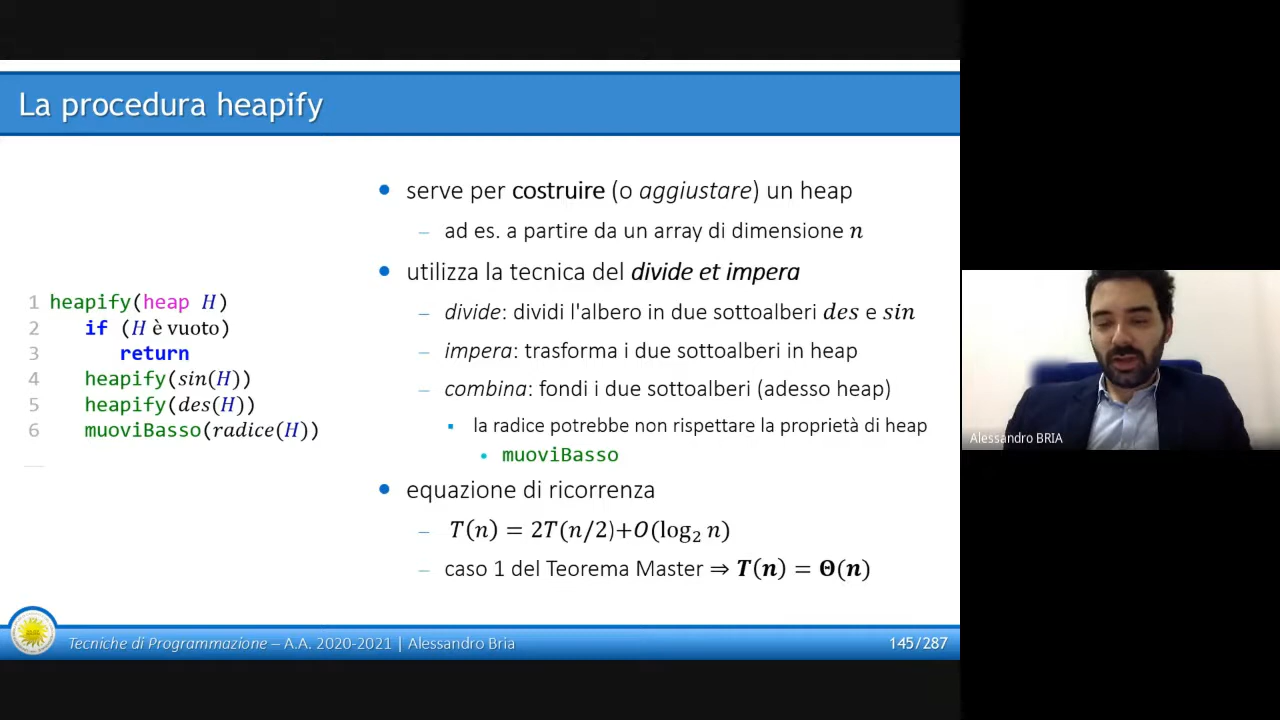 La procedura heapify
1 heapify(heap H)
2 if (H è vuoto)
3 return
4 heapify(sin(H))
5 heapify(des(H))
6 muoviBasso(radice(H))
• serve per costruire (o aggiustare) un heap
– ad es. a partire da un array di dimensione n
• utilizza la tecnica del divide et impera
– divide: dividi l'albero in due sottoalberi des e sin
– impera: trasforma i due sottoalberi in heap
– combina: fondi i due sottoalberi (adesso heap)
▪ la radice potrebbe non rispettare la proprietà di heap
• muoviBasso
• equazione di ricorrenza
– T(n) = 2T(n/2)+O(log₂ n)
– caso 1 del Teorema Master ⇒ T(n) = Θ(n)
Tecniche di Programmazione – A.A. 2020-2021 | Alessandro Bria
145/287
Alessandro BRIA